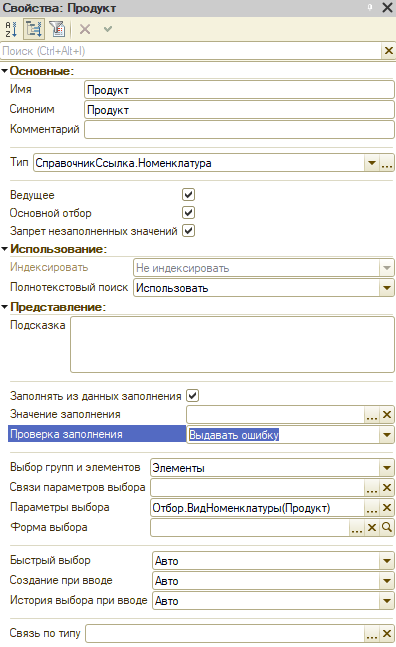 Свойства: Продукт
Поиск (Ctrl+Alt+I)
Основные:
Имя Продукт
Синоним Продукт
Комментарий
Тип СправочникСсылка.Номенклатура
Ведущее
Основной отбор
Запрет незаполненных значений
Использование:
Индексировать Не индексировать
Полнотекстовый поиск Использовать
Представление:
Подсказка
Заполнять из данных заполнения
Значение заполнения
Проверка заполнения Выдавать ошибку
Выбор групп и элементов Элементы
Связи параметров выбора
Параметры выбора Отбор.ВидНоменклатуры(Продукт)
Форма выбора
Быстрый выбор Авто
Создание при вводе Авто
История выбора при вводе Авто
Связь по типу